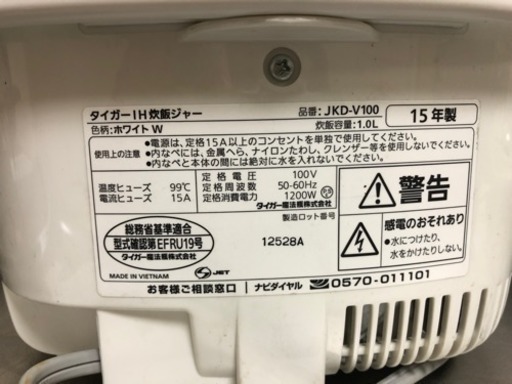 タイガーIH炊飯ジャー 品番:JKD-V100 15年製
色柄:ホワイト W 炊飯容量:1.0L
使用上の注意
●電源は、定格15A以上のコンセントを単独で使用してください。
●内なべには、金属へら、ナイロンたわし、クレンザー等を使用しないでください。
●内なべと本体の間には絶対に水を入れないでください。
温度ヒューズ 99℃
電流ヒューズ 15A
定格電圧 100V
定格周波数 50-60Hz
定格消費電力 1200W
タイガー魔法瓶株式会社
製造ロット番号
12528A
警告
感電のおそれあり
●水につけたり、
水をかけたりしない。
総務省基準適合
型式確認第EFRU19号
タイガー魔法瓶株式会社
MADE IN VIETNAM
S JET
お客様ご相談窓口 ナビダイヤル 0570-011101